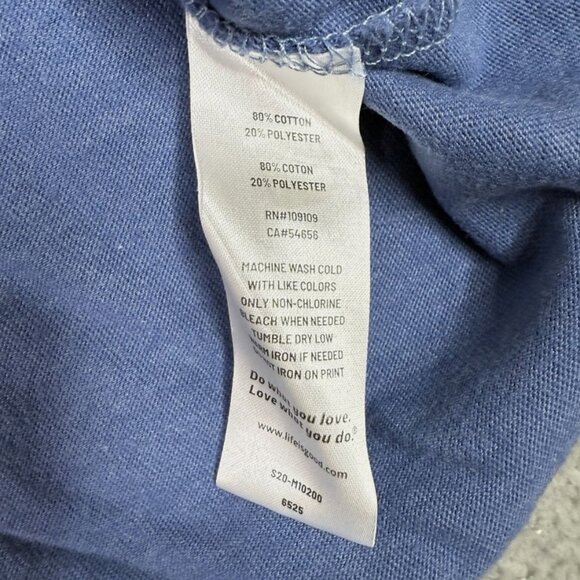 80% COTTON
20% POLYESTER
80% COTON
20% POLYESTER
RN#109109
CA#54656
MACHINE WASH COLD
WITH LIKE COLORS
ONLY NON-CHLORINE
BLEACH WHEN NEEDED
TUMBLE DRY LOW
IRON IF NEEDED
IRON ON PRINT
Do what you love.
Love what you do.®
www.lifeisgood.com
S20-M10200
6525